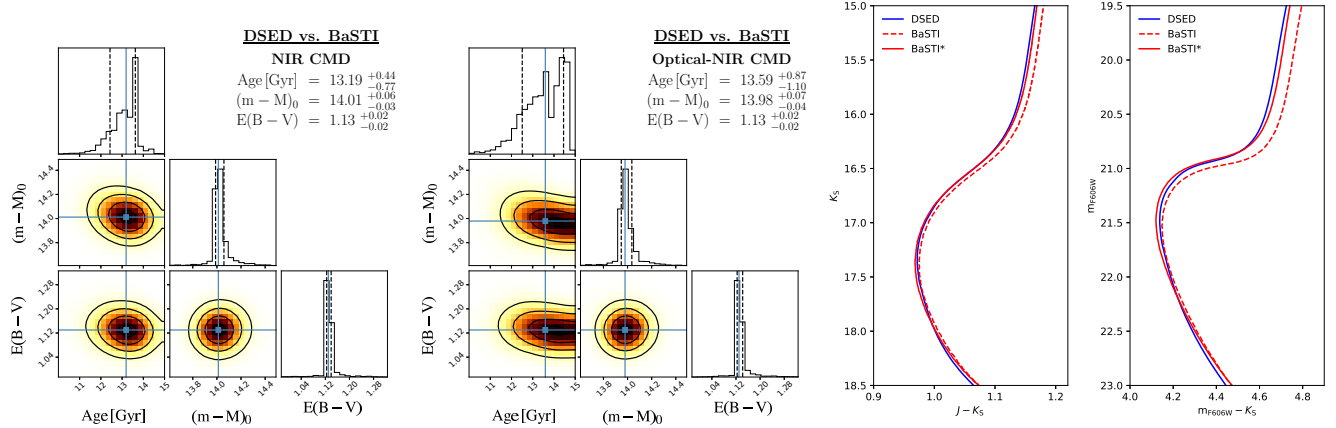 DSED vs. BaSTI
NIR CMD
Age [Gyr] = 13.19 +0.44 −0.77
(m − M)0 = 14.01 +0.06 −0.03
E(B − V) = 1.13 +0.02 −0.02
(m − M)0
14.4
14.2
14.0
13.8
E(B − V)
1.28
1.20
1.12
1.04
11 12 13 14 15
13.8 14.0 14.2 14.4
1.04 1.12 1.20 1.28
Age [Gyr]
(m − M)0
E(B − V)
DSED vs. BaSTI
Optical-NIR CMD
Age [Gyr] = 13.59 +0.87 −1.10
(m − M)0 = 13.98 +0.07 −0.04
E(B − V) = 1.13 +0.02 −0.02
(m − M)0
14.4
14.2
14.0
13.8
E(B − V)
1.28
1.20
1.12
1.04
11 12 13 14 15
13.8 14.0 14.2 14.4
1.04 1.12 1.20 1.28
Age [Gyr]
(m − M)0
E(B − V)
DSED
BaSTI
BaSTI*
15.0
15.5
16.0
16.5
17.0
17.5
18.0
18.5
KS
0.9 1.0 1.1 1.2
J − KS
DSED
BaSTI
BaSTI*
19.5
20.0
20.5
21.0
21.5
22.0
22.5
23.0
mF606W
4.0 4.2 4.4 4.6 4.8
mF606W − KS